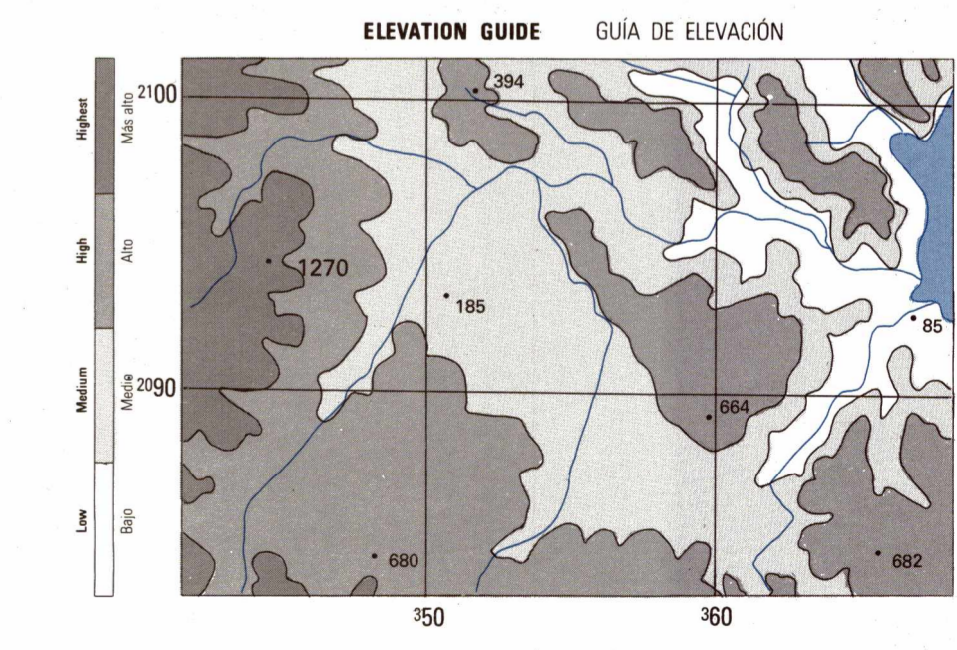 ELEVATION GUIDE GUÍA DE ELEVACIÓN
Highest Más alto
High Alto
Medium Medio
Low Bajo
2100
2090
394
1270
185
85
664
680
682
350
360